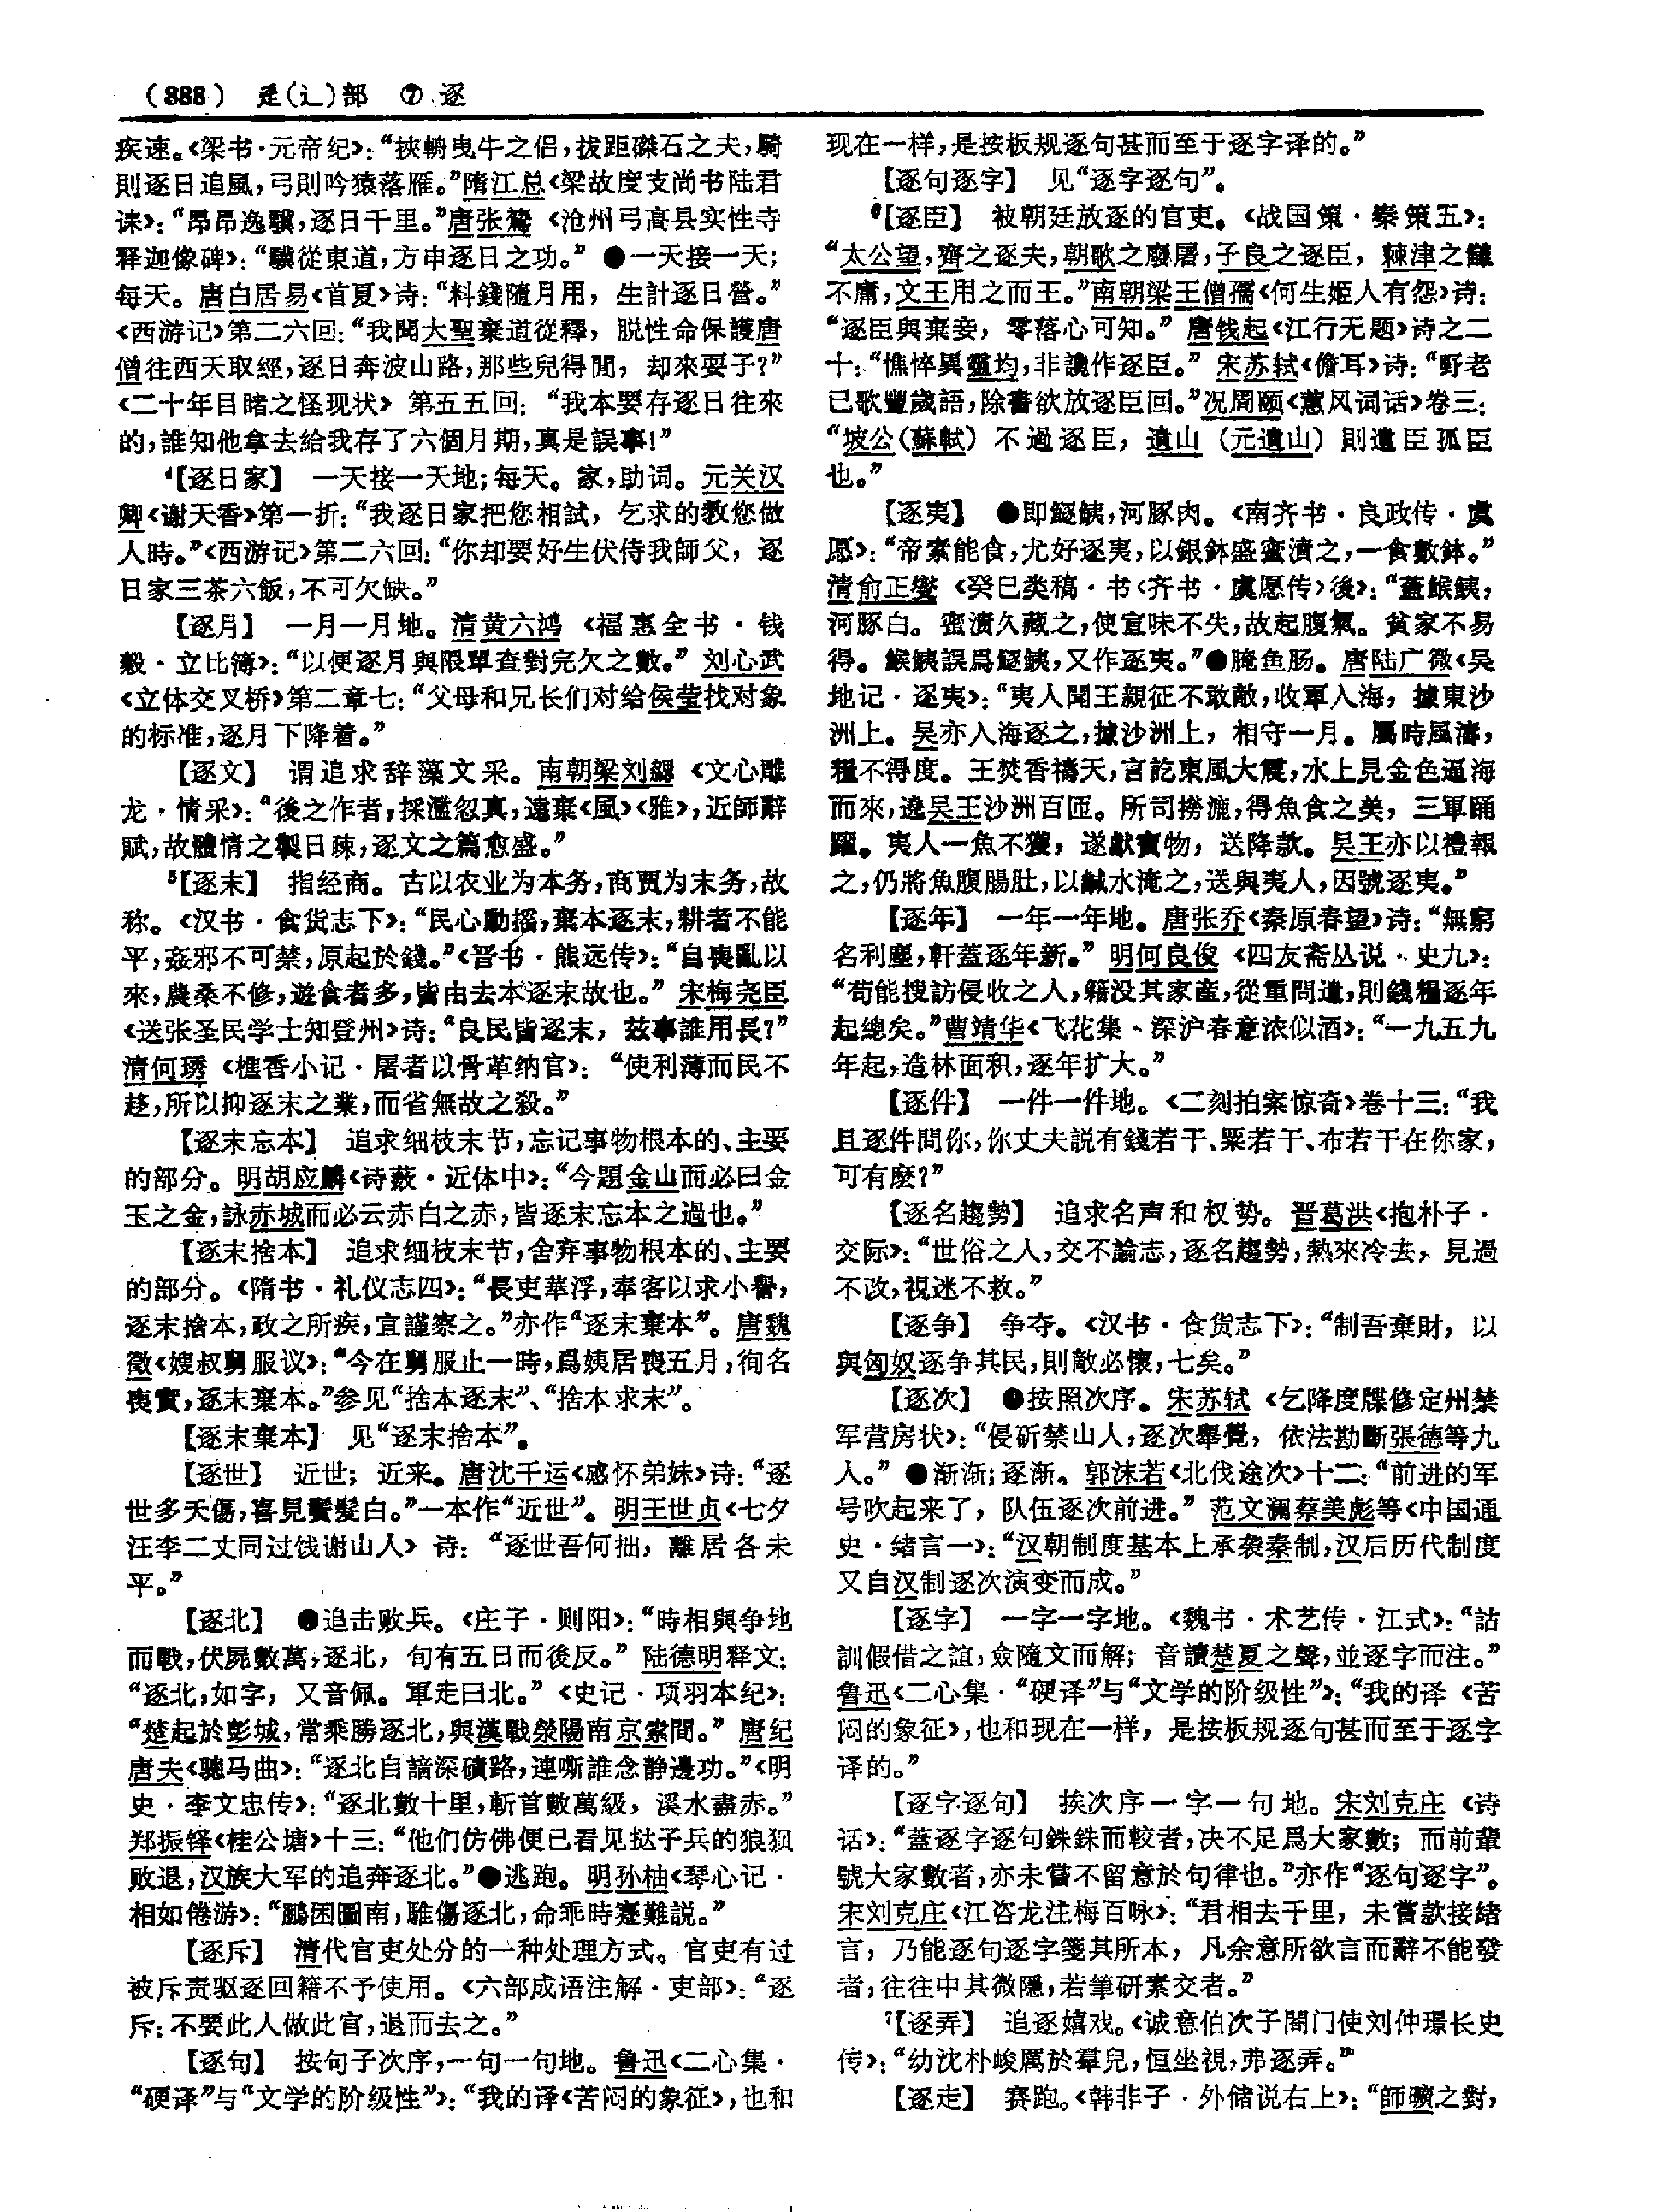 （888） 辵(辶)部 ⑦ 逐
疾速。《梁书·元帝纪》：“挾輈曳牛之侣，拔距磔石之夫，騎
則逐日追風，弓則吟猿落雁。”隋江总《梁故度支尚书陆君
诔》：“昂昂逸驥，逐日千里。”唐张鷟《沧州弓高县实性寺
释迦像碑》：“驥從東道，方申逐日之功。”●一天接一天；
每天。唐白居易《首夏》诗：“料錢隨月用，生計逐日營。”
《西游记》第二六回：“我聞大聖棄道從釋，脱性命保護唐
僧往西天取經，逐日奔波山路，那些兒得閒，却來耍子？”
《二十年目睹之怪现状》第五五回：“我本要存逐日往來
的，誰知他拿去給我存了六個月期，真是誤事！”
⁴【逐日家】 一天接一天地；每天。家，助词。元关汉
卿《谢天香》第一折：“我逐日家把您相試，乞求的教您做
人時。”《西游记》第二六回：“你却要好生伏侍我師父，逐
日家三茶六飯，不可欠缺。”
【逐月】 一月一月地。清黄六鸿《福惠全书·钱
穀·立比簿》：“以便逐月與限單查對完欠之數。”刘心武
《立体交叉桥》第二章七：“父母和兄长们对给侯莹找对象
的标准，逐月下降着。”
【逐文】 谓追求辞藻文采。南朝梁刘勰《文心雕
龙·情采》：“後之作者，採濫忽真，遠棄《風》《雅》，近師辭
賦，故體情之製日疎，逐文之篇愈盛。”
⁵【逐末】 指经商。古以农业为本务，商贾为末务，故
称。《汉书·食货志下》：“民心動摇，棄本逐末，耕者不能
平，姦邪不可禁，原起於錢。”《晋书·熊远传》：“自喪亂以
來，農桑不修，遊食者多，皆由去本逐末故也。”宋梅尧臣
《送张圣民学士知登州》诗：“良民皆逐末，兹事誰用長？”
清何琇《樵香小记·屠者以骨革纳官》：“使利薄而民不
趍，所以抑逐末之業，而省無故之殺。”
【逐末忘本】 追求细枝末节，忘记事物根本的、主要
的部分。明胡应麟《诗薮·近体中》：“今題金山而必曰金
玉之金，詠赤城而必云赤白之赤，皆逐末忘本之過也。”
【逐末捨本】 追求细枝末节，舍弃事物根本的、主要
的部分。《隋书·礼仪志四》：“長吏華浮，奉客以求小譽，
逐末捨本，政之所疾，宜謹察之。”亦作“逐末棄本”。唐魏
徵《嫂叔舅服议》：“今在舅服止一時，爲姨居喪五月，徇名
喪實，逐末棄本。”参见“捨本逐末”、“捨本求末”。
【逐末棄本】 见“逐末捨本”。
【逐世】 近世；近来。唐沈千运《感怀弟妹》诗：“逐
世多夭傷，喜見鬢髮白。”一本作“近世”。明王世贞《七夕
汪李二丈同过饯谢山人》诗：“逐世吾何拙，離居各未
平。”
【逐北】 ●追击败兵。《庄子·则阳》：“時相與争地
而戰，伏屍數萬，逐北，旬有五日而後反。”陆德明释文：
“逐北，如字，又音佩。軍走曰北。”《史记·项羽本纪》：
“楚起於彭城，常乘勝逐北，與漢戰滎陽南京索間。”唐纪
唐夫《骢马曲》：“逐北自諳深磧路，連嘶誰念静邊功。”《明
史·李文忠传》：“逐北數十里，斬首數萬級，溪水盡赤。”
郑振铎《桂公塘》十三：“他们仿佛便已看见鞑子兵的狼狈
败退，汉族大军的追奔逐北。”●逃跑。明孙柚《琴心记·
相如倦游》：“鵬困圖南，騅傷逐北，命乖時蹇難説。”
【逐斥】 清代官吏处分的一种处理方式。官吏有过
被斥责驱逐回籍不予使用。《六部成语注解·吏部》：“逐
斥：不要此人做此官，退而去之。”
【逐句】 按句子次序，一句一句地。鲁迅《二心集·
“硬译”与“文学的阶级性”》：“我的译《苦闷的象征》，也和
现在一样，是按板规逐句甚而至于逐字译的。”
【逐句逐字】 见“逐字逐句”。
⁶【逐臣】 被朝廷放逐的官吏。《战国策·秦策五》：
“太公望，齊之逐夫，朝歌之廢屠，子良之逐臣，棘津之讎
不庸，文王用之而王。”南朝梁王僧孺《何生姬人有怨》诗：
“逐臣與棄妾，零落心可知。”唐钱起《江行无题》诗之二
十：“憔悴異靈均，非讒作逐臣。”宋苏轼《儋耳》诗：“野老
已歌豐歲語，除書欲放逐臣回。”况周颐《蕙风词话》卷三：
“坡公（蘇軾）不過逐臣，遺山（元遺山）則遺臣孤臣
也。”
【逐夷】 ●即鱁鮧，河豚肉。《南齐书·良政传·虞
愿》：“帝素能食，尤好逐夷，以銀鉢盛蜜漬之，一食數鉢。”
清俞正燮《癸巳类稿·书〈齐书·虞愿传〉後》：“蓋鯸鮧，
河豚白。蜜漬久藏之，使宣味不失，故起腹氣。貧家不易
得。鯸鮧誤爲鱁鮧，又作逐夷。”●腌鱼肠。唐陆广微《吴
地记·逐夷》：“夷人聞王親征不敢敵，收軍入海，據東沙
洲上。吴亦入海逐之，據沙洲上，相守一月。屬時風濤，
糧不得度。王焚香禱天，言訖東風大震，水上見金色逼海
而來，遶吴王沙洲百匝。所司撈漉，得魚食之美，三軍踊
躍。夷人一魚不獲，遂獻寶物，送降款。吴王亦以禮報
之，仍將魚腹腸肚，以鹹水淹之，送與夷人，因號逐夷。”
【逐年】 一年一年地。唐张乔《秦原春望》诗：“無窮
名利塵，軒蓋逐年新。”明何良俊《四友斋丛说·史九》：
“苟能搜訪侵收之人，籍没其家產，從重問遣，則錢糧逐年
起總矣。”曹靖华《飞花集·深沪春意浓似酒》：“一九五九
年起，造林面积，逐年扩大。”
【逐件】 一件一件地。《二刻拍案惊奇》卷十三：“我
且逐件問你，你丈夫説有錢若干、粟若干、布若干在你家，
可有麽？”
【逐名趨勢】 追求名声和权势。晋葛洪《抱朴子·
交际》：“世俗之人，交不論志，逐名趨勢，熱來冷去，見過
不改，視迷不救。”
【逐争】 争夺。《汉书·食货志下》：“制吾棄財，以
與匈奴逐争其民，則敵必懷，七矣。”
【逐次】 ❶按照次序。宋苏轼《乞降度牒修定州禁
军营房状》：“侵斫禁山人，逐次舉覺，依法勘斷張德等九
人。”●渐渐；逐渐。郭沫若《北伐途次》十二：“前进的军
号吹起来了，队伍逐次前进。”范文澜蔡美彪等《中国通
史·绪言一》：“汉朝制度基本上承袭秦制，汉后历代制度
又自汉制逐次演变而成。”
【逐字】 一字一字地。《魏书·术艺传·江式》：“詁
訓假借之誼，僉隨文而解；音讀楚夏之聲，並逐字而注。”
鲁迅《二心集·“硬译”与“文学的阶级性”》：“我的译《苦
闷的象征》，也和现在一样，是按板规逐句甚而至于逐字
译的。”
【逐字逐句】 挨次序一字一句地。宋刘克庄《诗
话》：“蓋逐字逐句銖銖而較者，决不足爲大家數；而前輩
號大家數者，亦未嘗不留意於句律也。”亦作“逐句逐字”。
宋刘克庄《江咨龙注梅百咏》：“君相去千里，未嘗款接緒
言，乃能逐句逐字箋其所本，凡余意所欲言而辭不能發
者，往往中其微隱，若筆研素交者。”
⁷【逐弄】 追逐嬉戏。《诚意伯次子閤门使刘仲璟长史
传》：“幼沈朴峻厲於羣兒，恒坐視，弗逐弄。”
【逐走】 赛跑。《韩非子·外储说右上》：“師曠之對，